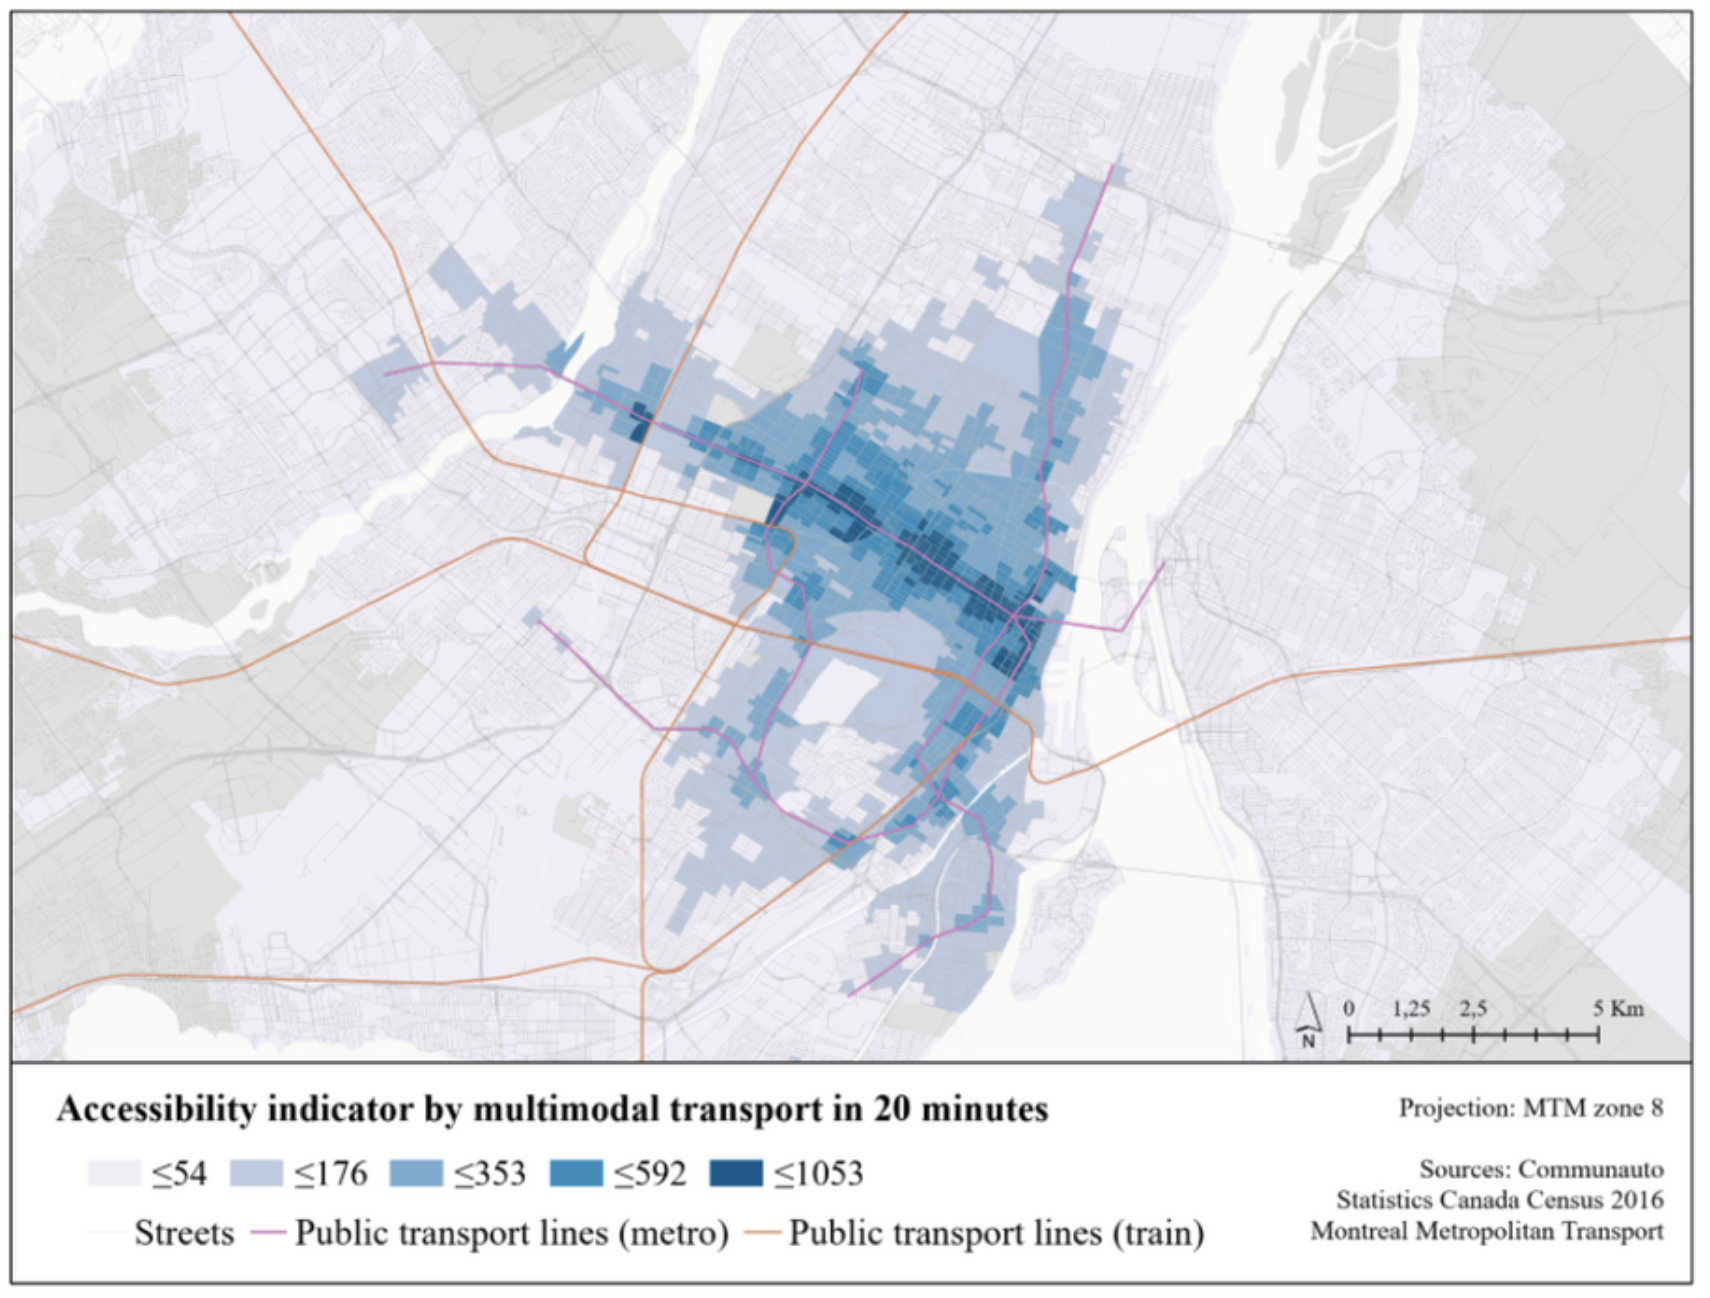 0 1,25 2,5 5 Km
N
Accessibility indicator by multimodal transport in 20 minutes
Projection: MTM zone 8
≤54 ≤176 ≤353 ≤592 ≤1053
Sources: Communauto
Statistics Canada Census 2016
Streets Public transport lines (metro) Public transport lines (train)
Montreal Metropolitan Transport